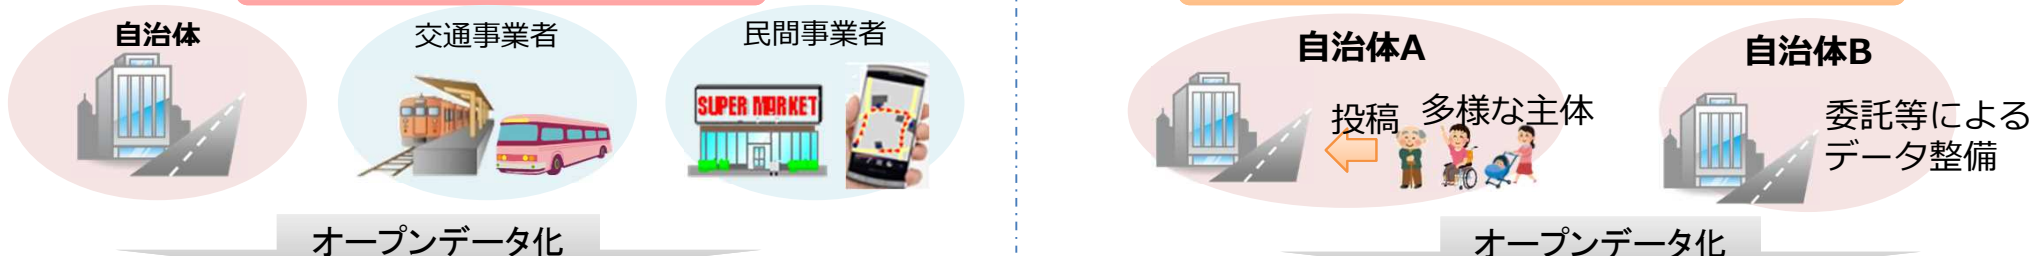 自治体
交通事業者
民間事業者
SUPER MARKET
オープンデータ化
自治体A
投稿
多様な主体
自治体B
委託等による
データ整備
オープンデータ化